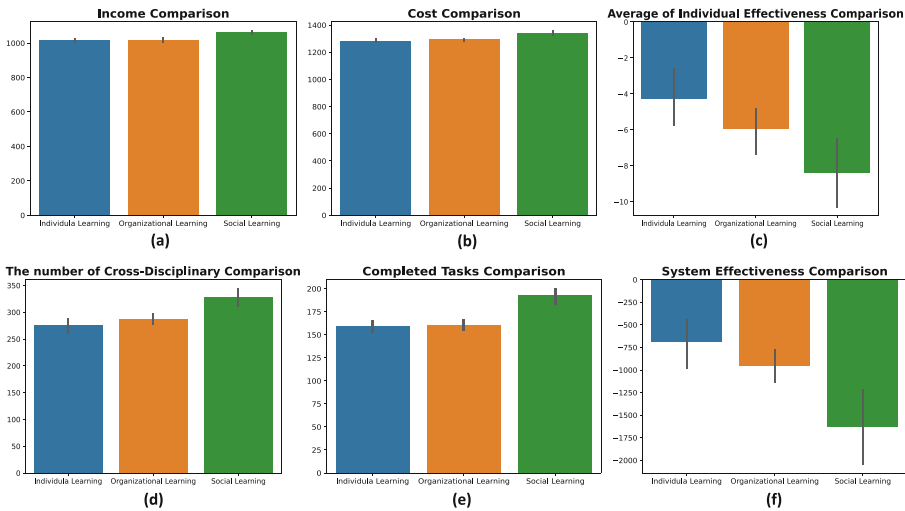 Income Comparison
1000
800
600
400
200
0
Individula Learning Organizational Learning Social Learning
(a)
Cost Comparison
1400
1200
1000
800
600
400
200
0
Individula Learning Organizational Learning Social Learning
(b)
Average of Individual Effectiveness Comparison
0
−2
−4
−6
−8
−10
Individula Learning Organizational Learning Social Learning
(c)
The number of Cross-Disciplinary Comparison
350
300
250
200
150
100
50
0
Individula Learning Organizational Learning Social Learning
(d)
Completed Tasks Comparison
200
175
150
125
100
75
50
25
0
Individula Learning Organizational Learning Social Learning
(e)
System Effectiveness Comparison
0
−250
−500
−750
−1000
−1250
−1500
−1750
−2000
Individula Learning Organizational Learning Social Learning
(f)